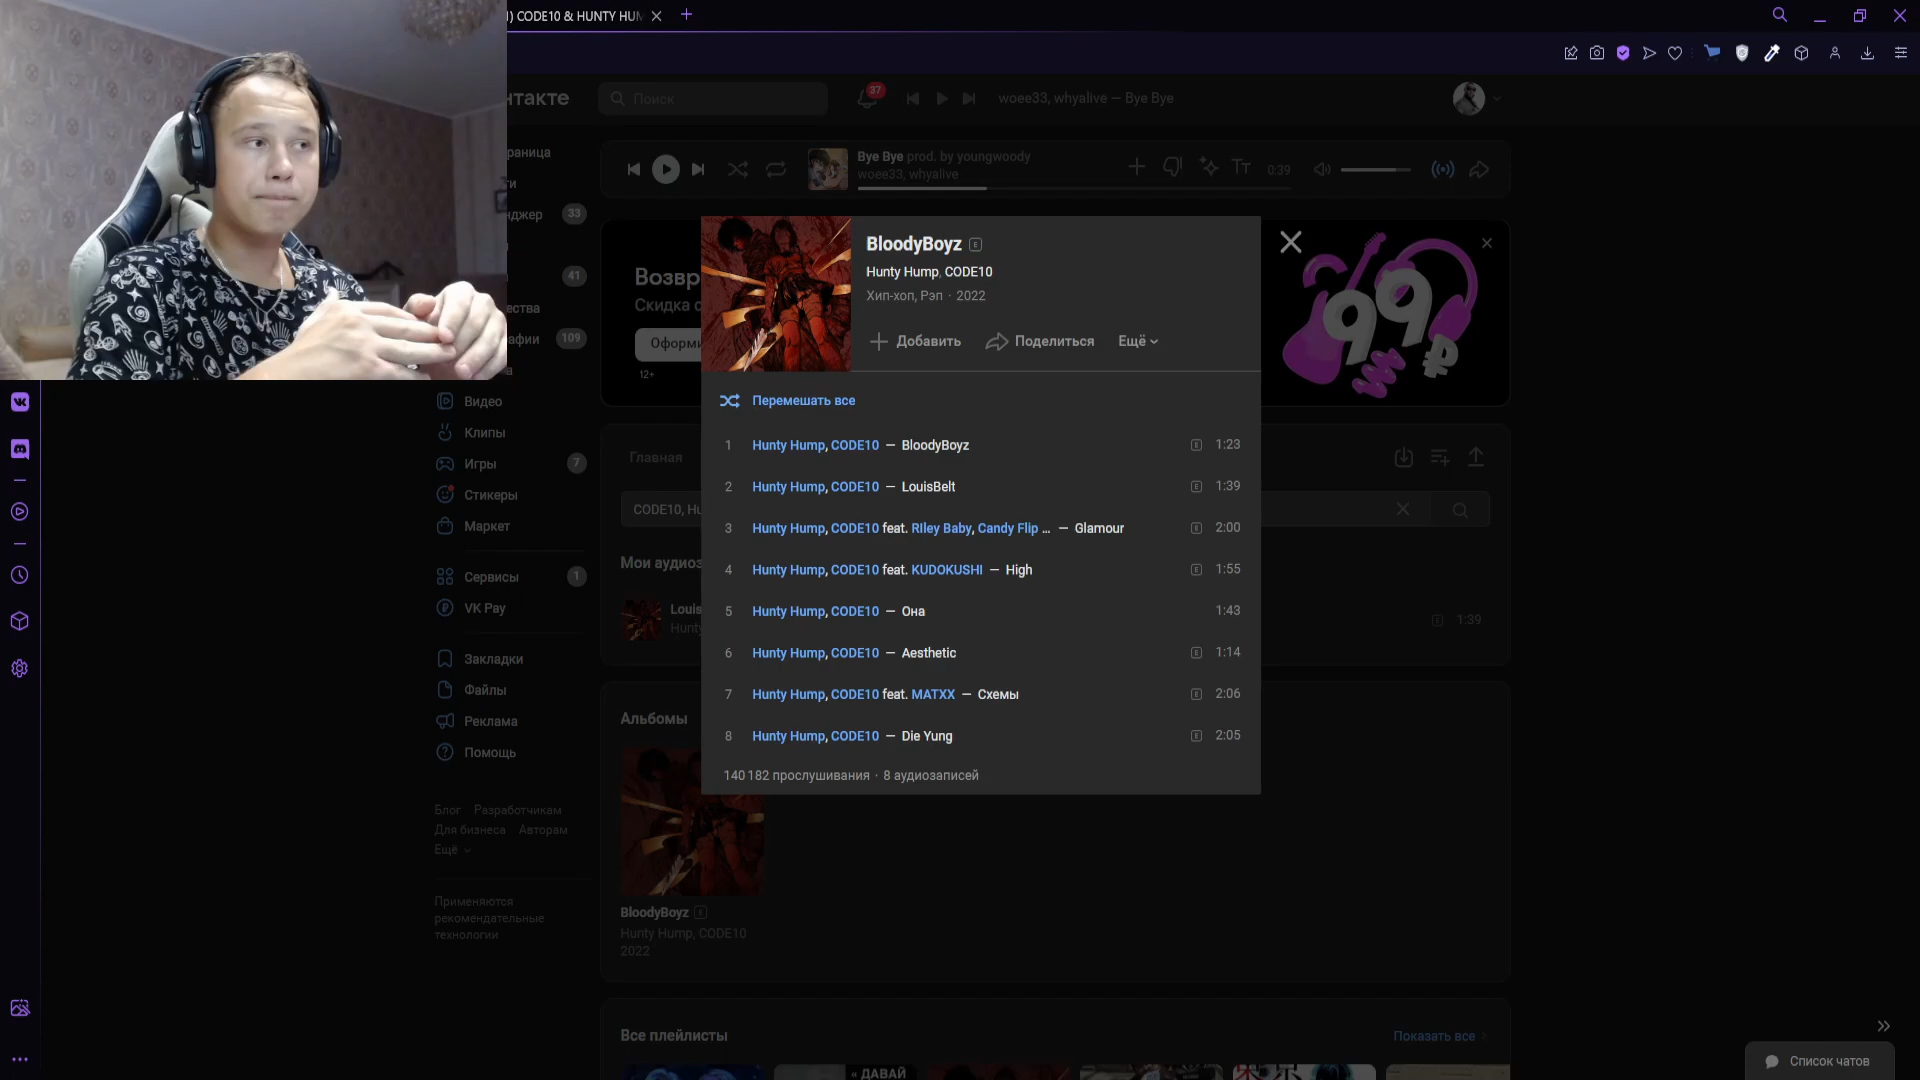 ) CODE10 & HUNTY HUM
нтакте
Поиск
37
woee33, whyalive — Bye Bye
Bye Bye prod. by youngwoody
woee33, whyalive
0:39
33
41
109
Видео
Клипы
Игры
7
Стикеры
Маркет
Сервисы
1
VK Pay
Закладки
Файлы
Реклама
Помощь
Блог Разработчикам
Для бизнеса Авторам
Ещё
Применяются
рекомендательные
технологии
Возвр
Скидка с
Оформи
12+
99 ₽
BloodyBoyz E
Hunty Hump, CODE10
Хип-хоп, Рэп · 2022
Добавить
Поделиться
Ещё
Перемешать все
1 Hunty Hump, CODE10 — BloodyBoyz E 1:23
2 Hunty Hump, CODE10 — LouisBelt E 1:39
3 Hunty Hump, CODE10 feat. RIley Baby, Candy Flip ... — Glamour E 2:00
4 Hunty Hump, CODE10 feat. KUDOKUSHI — High E 1:55
5 Hunty Hump, CODE10 — Она 1:43
6 Hunty Hump, CODE10 — Aesthetic E 1:14
7 Hunty Hump, CODE10 feat. MATXX — Схемы E 2:06
8 Hunty Hump, CODE10 — Die Yung E 2:05
140 182 прослушивания · 8 аудиозаписей
Главная
CODE10, Hu
Мои аудиоз
Louis
Hunty
E 1:39
Альбомы
BloodyBoyz E
Hunty Hump, CODE10
2022
Все плейлисты
Показать все
« ДАВАЙ
Список чатов